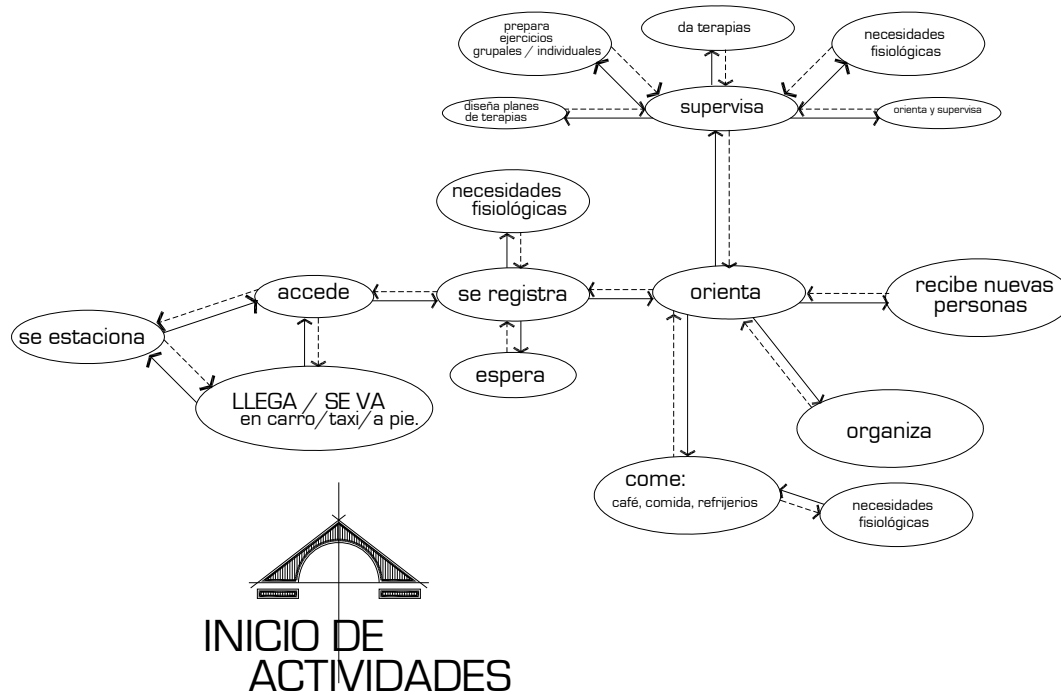 prepara
ejercicios
grupales / individuales
da terapias
necesidades
fisiológicas
diseña planes
de terapias
supervisa
orienta y supervisa
necesidades
fisiológicas
accede
se registra
orienta
recibe nuevas
personas
se estaciona
espera
LLEGA / SE VA
en carro/taxi/a pie.
organiza
come:
café, comida, refrijerios
necesidades
fisiológicas
INICIO DE
ACTIVIDADES